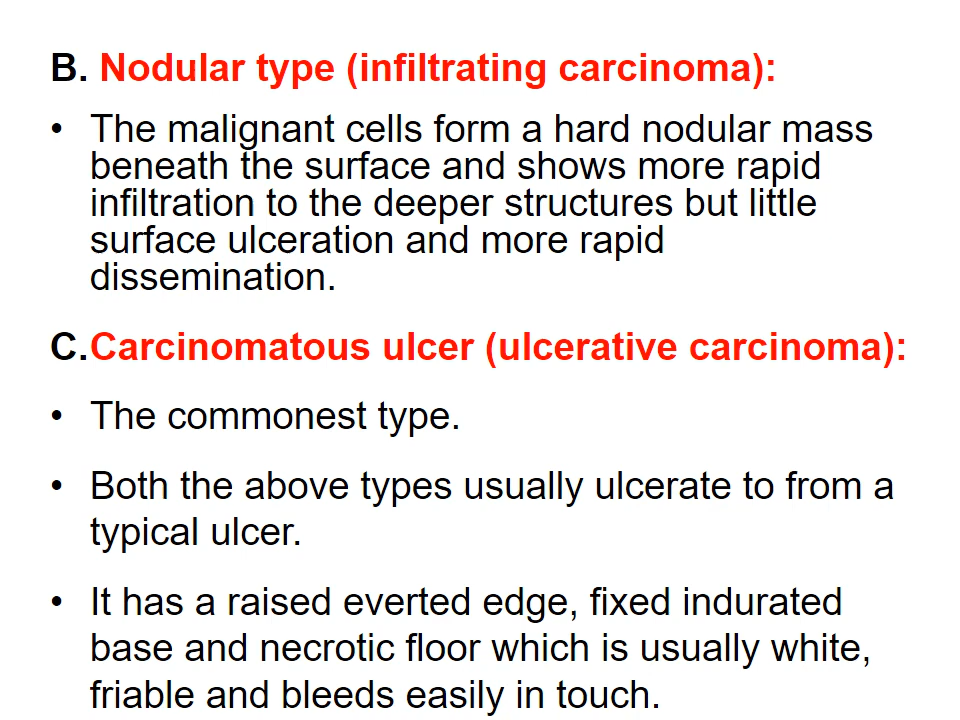 B. Nodular type (infiltrating carcinoma):
• The malignant cells form a hard nodular mass
beneath the surface and shows more rapid
infiltration to the deeper structures but little
surface ulceration and more rapid
dissemination.
C.Carcinomatous ulcer (ulcerative carcinoma):
• The commonest type.
• Both the above types usually ulcerate to from a
typical ulcer.
• It has a raised everted edge, fixed indurated
base and necrotic floor which is usually white,
friable and bleeds easily in touch.